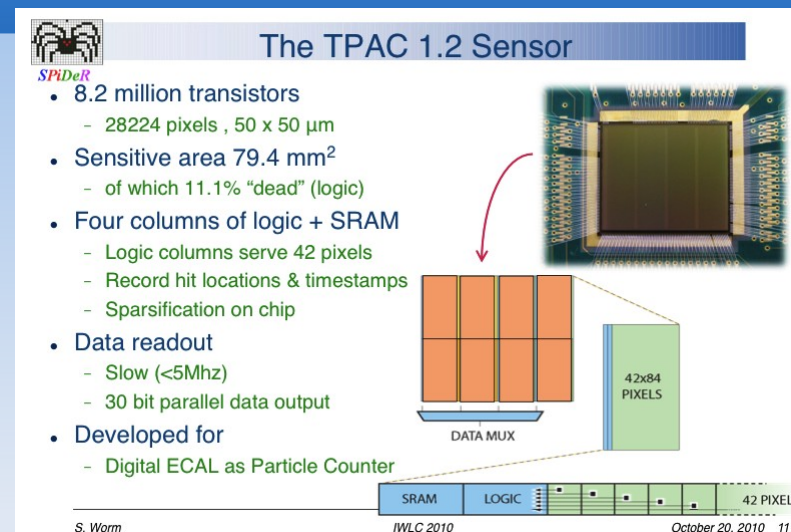 The TPAC 1.2 Sensor
SPiDeR
• 8.2 million transistors
– 28224 pixels , 50 x 50 µm
• Sensitive area 79.4 mm²
– of which 11.1% “dead” (logic)
• Four columns of logic + SRAM
– Logic columns serve 42 pixels
– Record hit locations & timestamps
– Sparsification on chip
• Data readout
– Slow (<5Mhz)
– 30 bit parallel data output
• Developed for
– Digital ECAL as Particle Counter
42x84
PIXELS
DATA MUX
SRAM LOGIC 42 PIXEL
S. Worm IWLC 2010 October 20, 2010 11